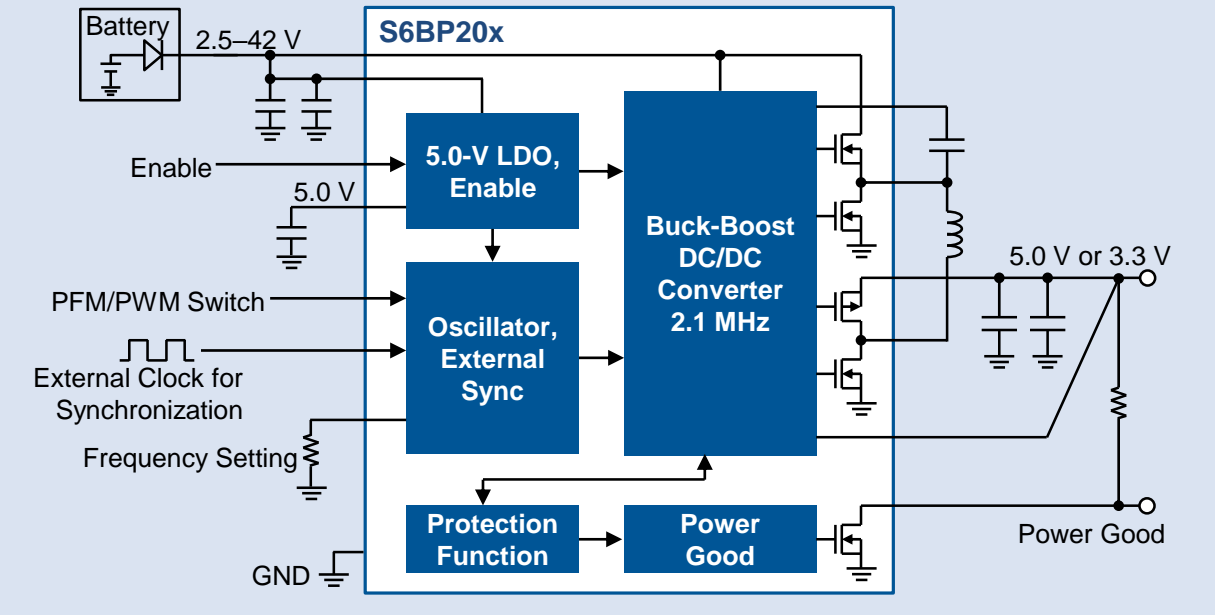 Battery
2.5–42 V
S6BP20x
Enable
5.0-V LDO,
Enable
5.0 V
Buck-Boost
DC/DC
Converter
2.1 MHz
5.0 V or 3.3 V
PFM/PWM Switch
Oscillator,
External
Sync
External Clock for
Synchronization
Frequency Setting
Protection
Function
Power
Good
Power Good
GND